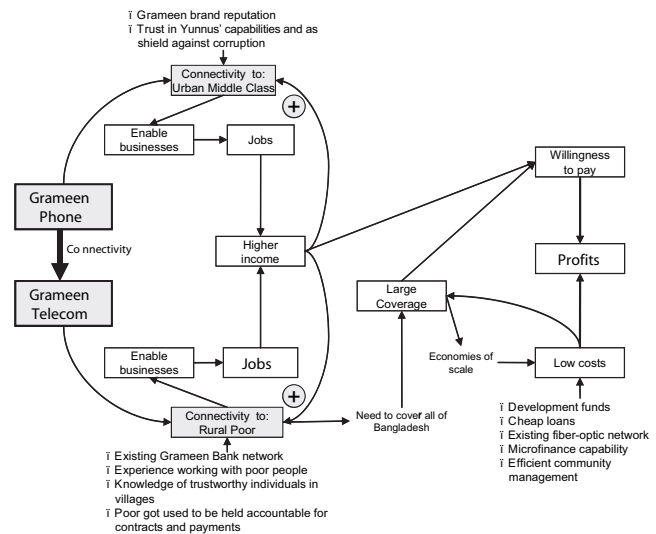 ï Grameen brand reputation
ï Trust in Yunnus’ capabilities and as
shield against corruption
Connectivity to:
Urban Middle Class
+
Enable
businesses
Jobs
Willingness
to pay
Grameen
Phone
Co nnectivity
Higher
income
Profits
Grameen
Telecom
Large
Coverage
Enable
businesses
Jobs
Economies of
scale
Low costs
+
Connectivity to:
Rural Poor
Need to cover all of
Bangladesh
ï Development funds
ï Cheap loans
ï Existing fiber-optic network
ï Microfinance capability
ï Efficient community
management
ï Existing Grameen Bank network
ï Experience working with poor people
ï Knowledge of trustworthy individuals in
villages
ï Poor got used to be held accountable for
contracts and payments